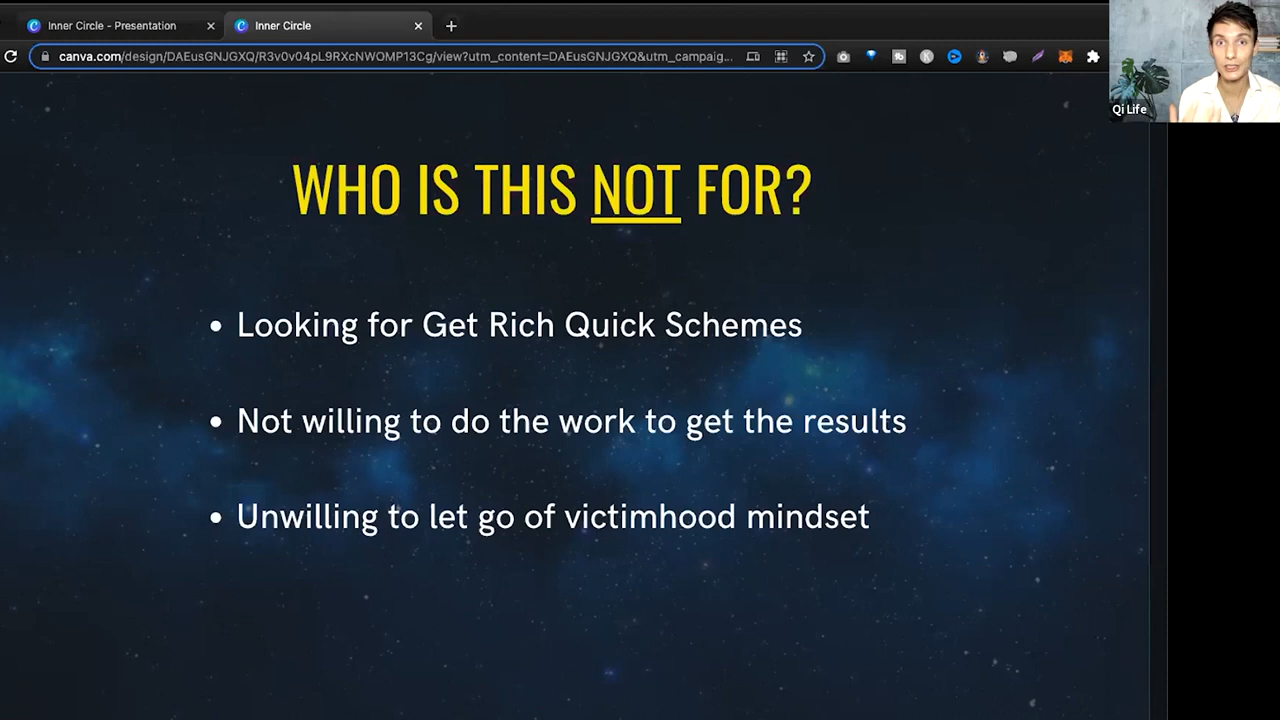 Inner Circle - Presentation
Inner Circle
canva.com/design/DAEusGNJGXQ/R3v0v04pL9RXcNWOMP13Cg/view?utm_content=DAEusGNJGXQ&utm_campaig...
Qi Life
WHO IS THIS NOT FOR?
• Looking for Get Rich Quick Schemes
• Not willing to do the work to get the results
• Unwilling to let go of victimhood mindset